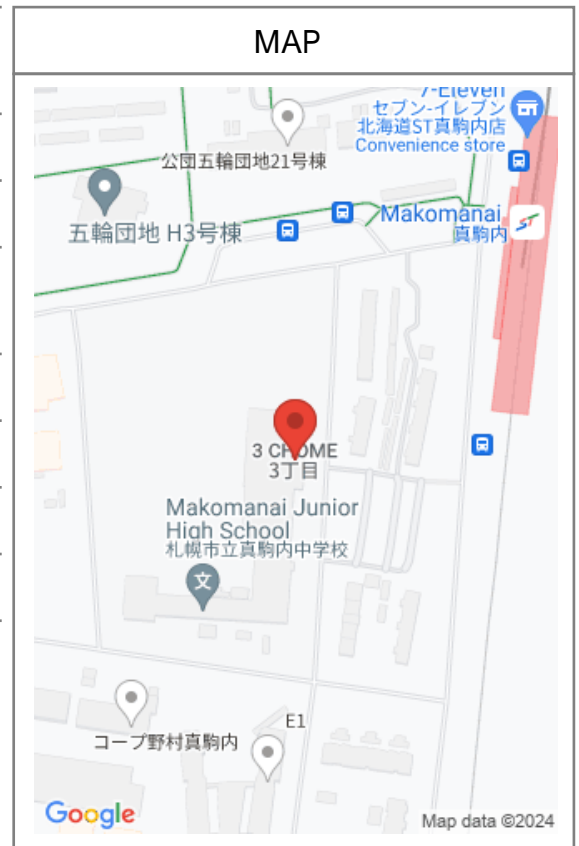 MAP
7-Eleven
セブン-イレブン
北海道ST真駒内店
Convenience store
公団五輪団地21号棟
Makomanai
真駒内
ST
五輪団地 H3号棟
3 CHOME
3丁目
Makomanai Junior
High School
札幌市立真駒内中学校
文
E1
コープ野村真駒内
Google
Map data ©2024